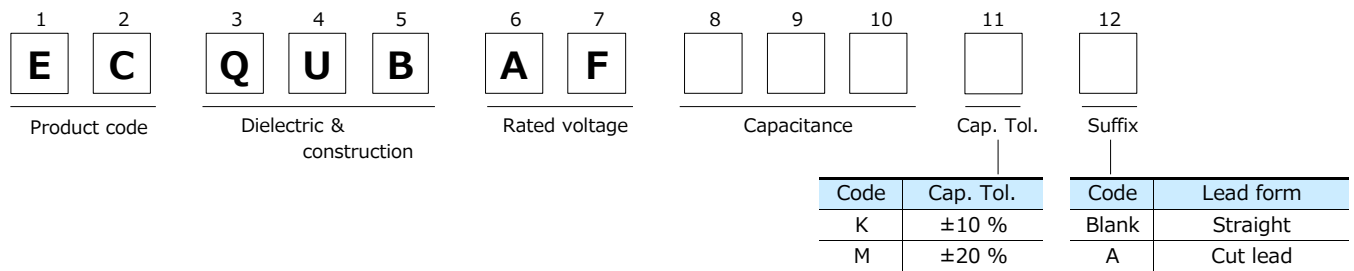 1 2 3 4 5 6 7 8 9 10 11 12
E C Q U B A F
Product code Dielectric & Rated voltage Capacitance Cap. Tol. Suffix
construction
Code Cap. Tol. Code Lead form
K ±10 % Blank Straight
M ±20 % A Cut lead